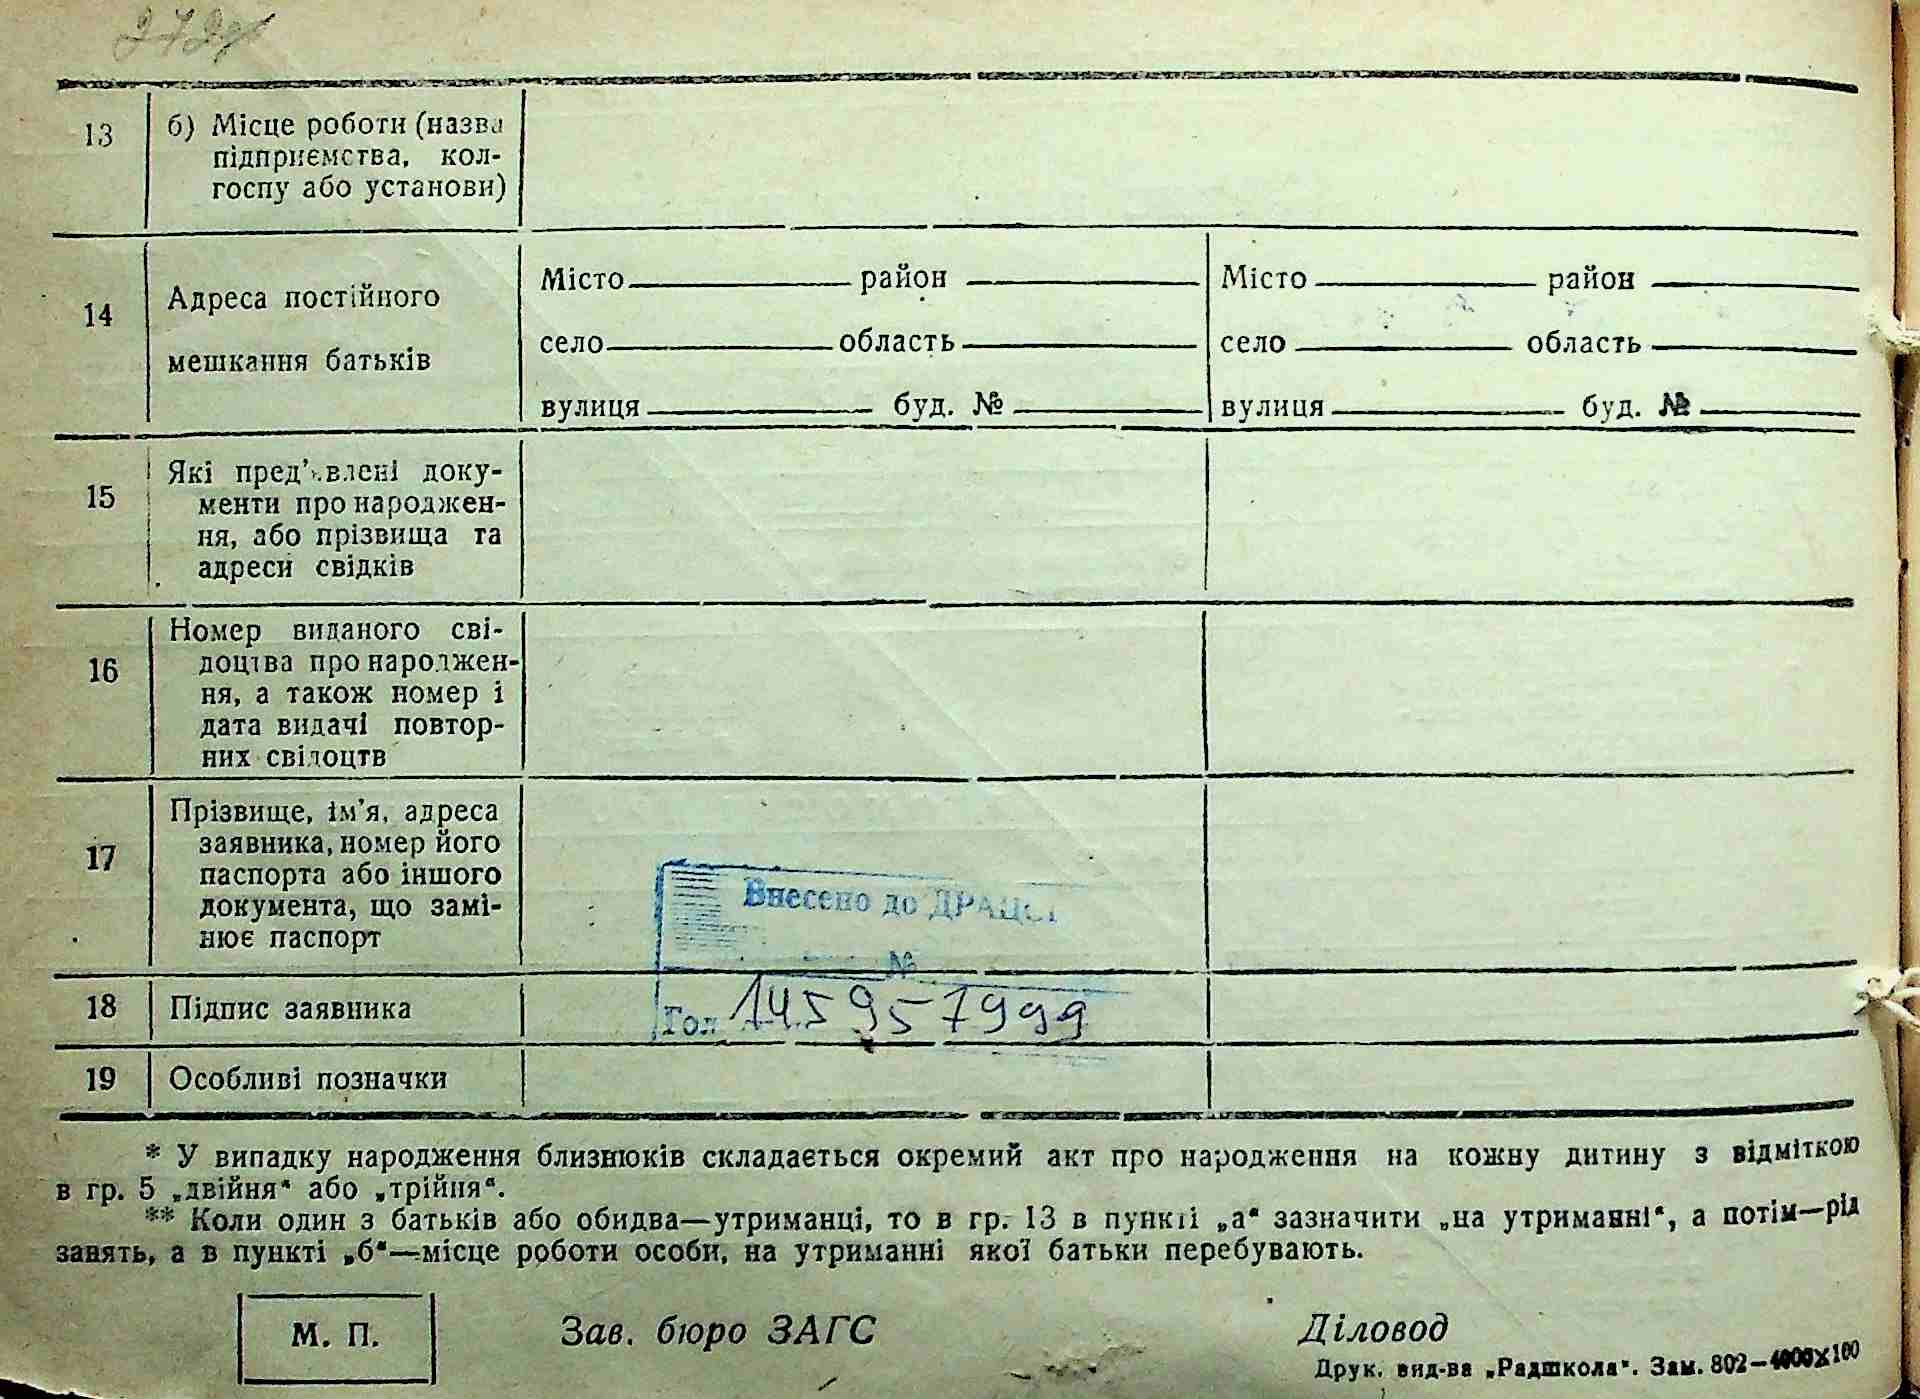 13
б) Місце роботи (назва
підприємства, кол-
госпу або установи)
14
Адреса постійного
мешкання батьків
Місто район
село область
вулиця буд. №
Місто район
село область
вулиця буд. №
15
Які пред'явлені доку-
менти про народжен-
ня, або прізвища та
адреси свідків
16
Номер виданого сві-
доцтва про народжен-
ня, а також номер і
дата видачі повтор-
них свідоцтв
17
Прізвище, ім'я, адреса
заявника, номер його
паспорта або іншого
документа, що замі-
нює паспорт
Внесено до ДРАЦСГ
№
Гол 145957999
18
Підпис заявника
19
Особливі позначки
* У випадку народження близнюків складається окремий акт про народження на кожну дитину з відміткою
в гр. 5 „двійня“ або „трійня“.
** Коли один з батьків або обидва—утриманці, то в гр. 13 в пункті „а“ зазначити „на утриманні“, а потім—рід
занять, а в пункті „б“—місце роботи особи, на утриманні якої батьки перебувають.
М. П.
Зав. бюро ЗАГС
Діловод
Друк. вид-ва „Радшкола“. Зам. 802—4000×100